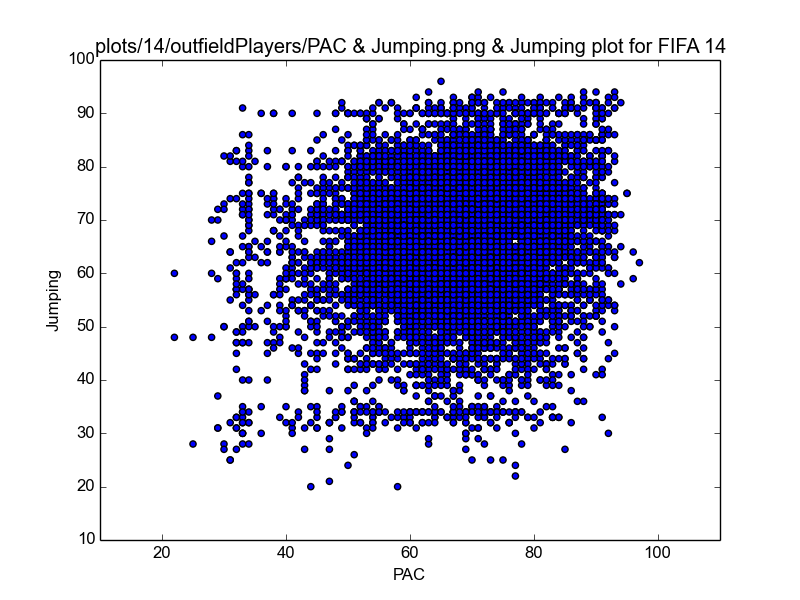 plots/14/outfieldPlayers/PAC & Jumping.png & Jumping plot for FIFA 14
100
90
80
70
60
50
40
30
20
10
Jumping
20 40 60 80 100
PAC